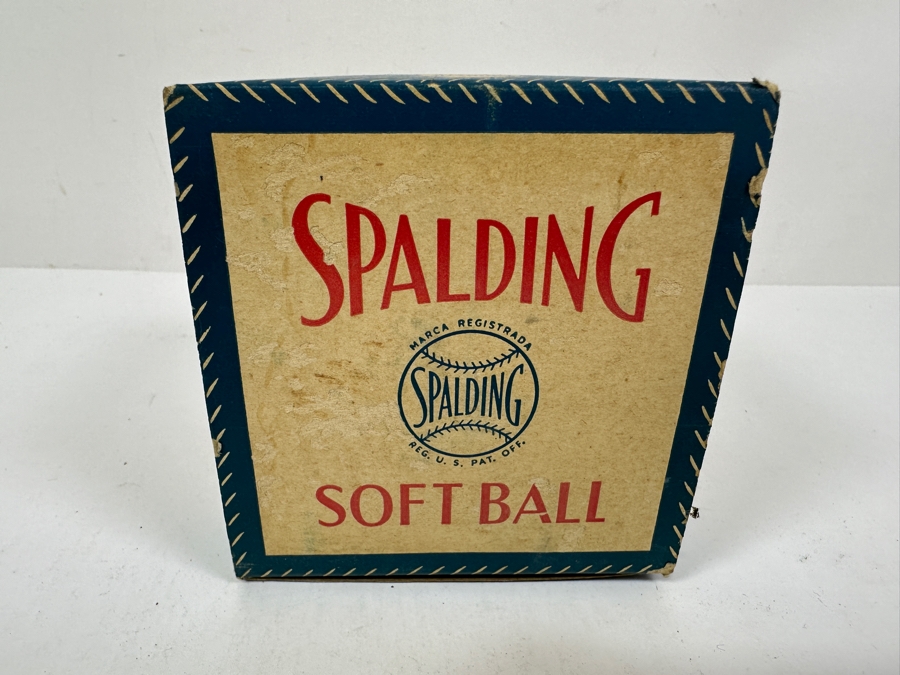 SPALDING
MARCA REGISTRADA
SPALDING
REG. U. S. PAT. OFF.
SOFT BALL